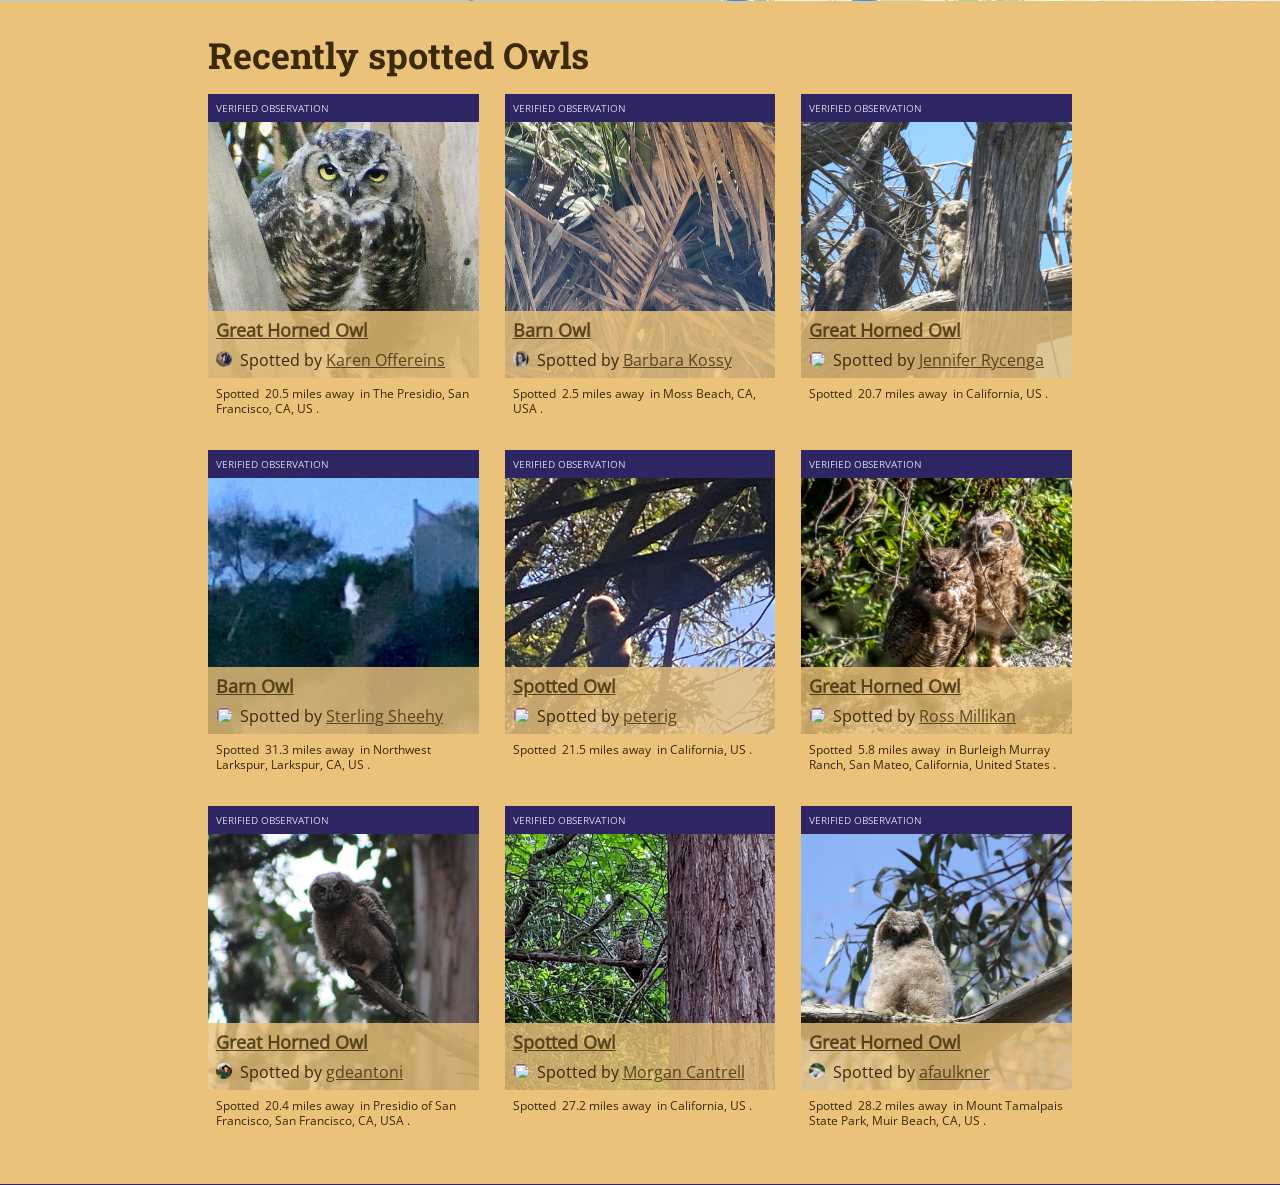 Recently spotted Owls
VERIFIED OBSERVATION
Great Horned Owl
Spotted by Karen Offereins
Spotted 20.5 miles away in The Presidio, San
Francisco, CA, US .
VERIFIED OBSERVATION
Barn Owl
Spotted by Barbara Kossy
Spotted 2.5 miles away in Moss Beach, CA,
USA .
VERIFIED OBSERVATION
Great Horned Owl
Spotted by Jennifer Rycenga
Spotted 20.7 miles away in California, US .
VERIFIED OBSERVATION
Barn Owl
Spotted by Sterling Sheehy
Spotted 31.3 miles away in Northwest
Larkspur, Larkspur, CA, US .
VERIFIED OBSERVATION
Spotted Owl
Spotted by peterig
Spotted 21.5 miles away in California, US .
VERIFIED OBSERVATION
Great Horned Owl
Spotted by Ross Millikan
Spotted 5.8 miles away in Burleigh Murray
Ranch, San Mateo, California, United States .
VERIFIED OBSERVATION
Great Horned Owl
Spotted by gdeantoni
Spotted 20.4 miles away in Presidio of San
Francisco, San Francisco, CA, USA .
VERIFIED OBSERVATION
Spotted Owl
Spotted by Morgan Cantrell
Spotted 27.2 miles away in California, US .
VERIFIED OBSERVATION
Great Horned Owl
Spotted by afaulkner
Spotted 28.2 miles away in Mount Tamalpais
State Park, Muir Beach, CA, US .